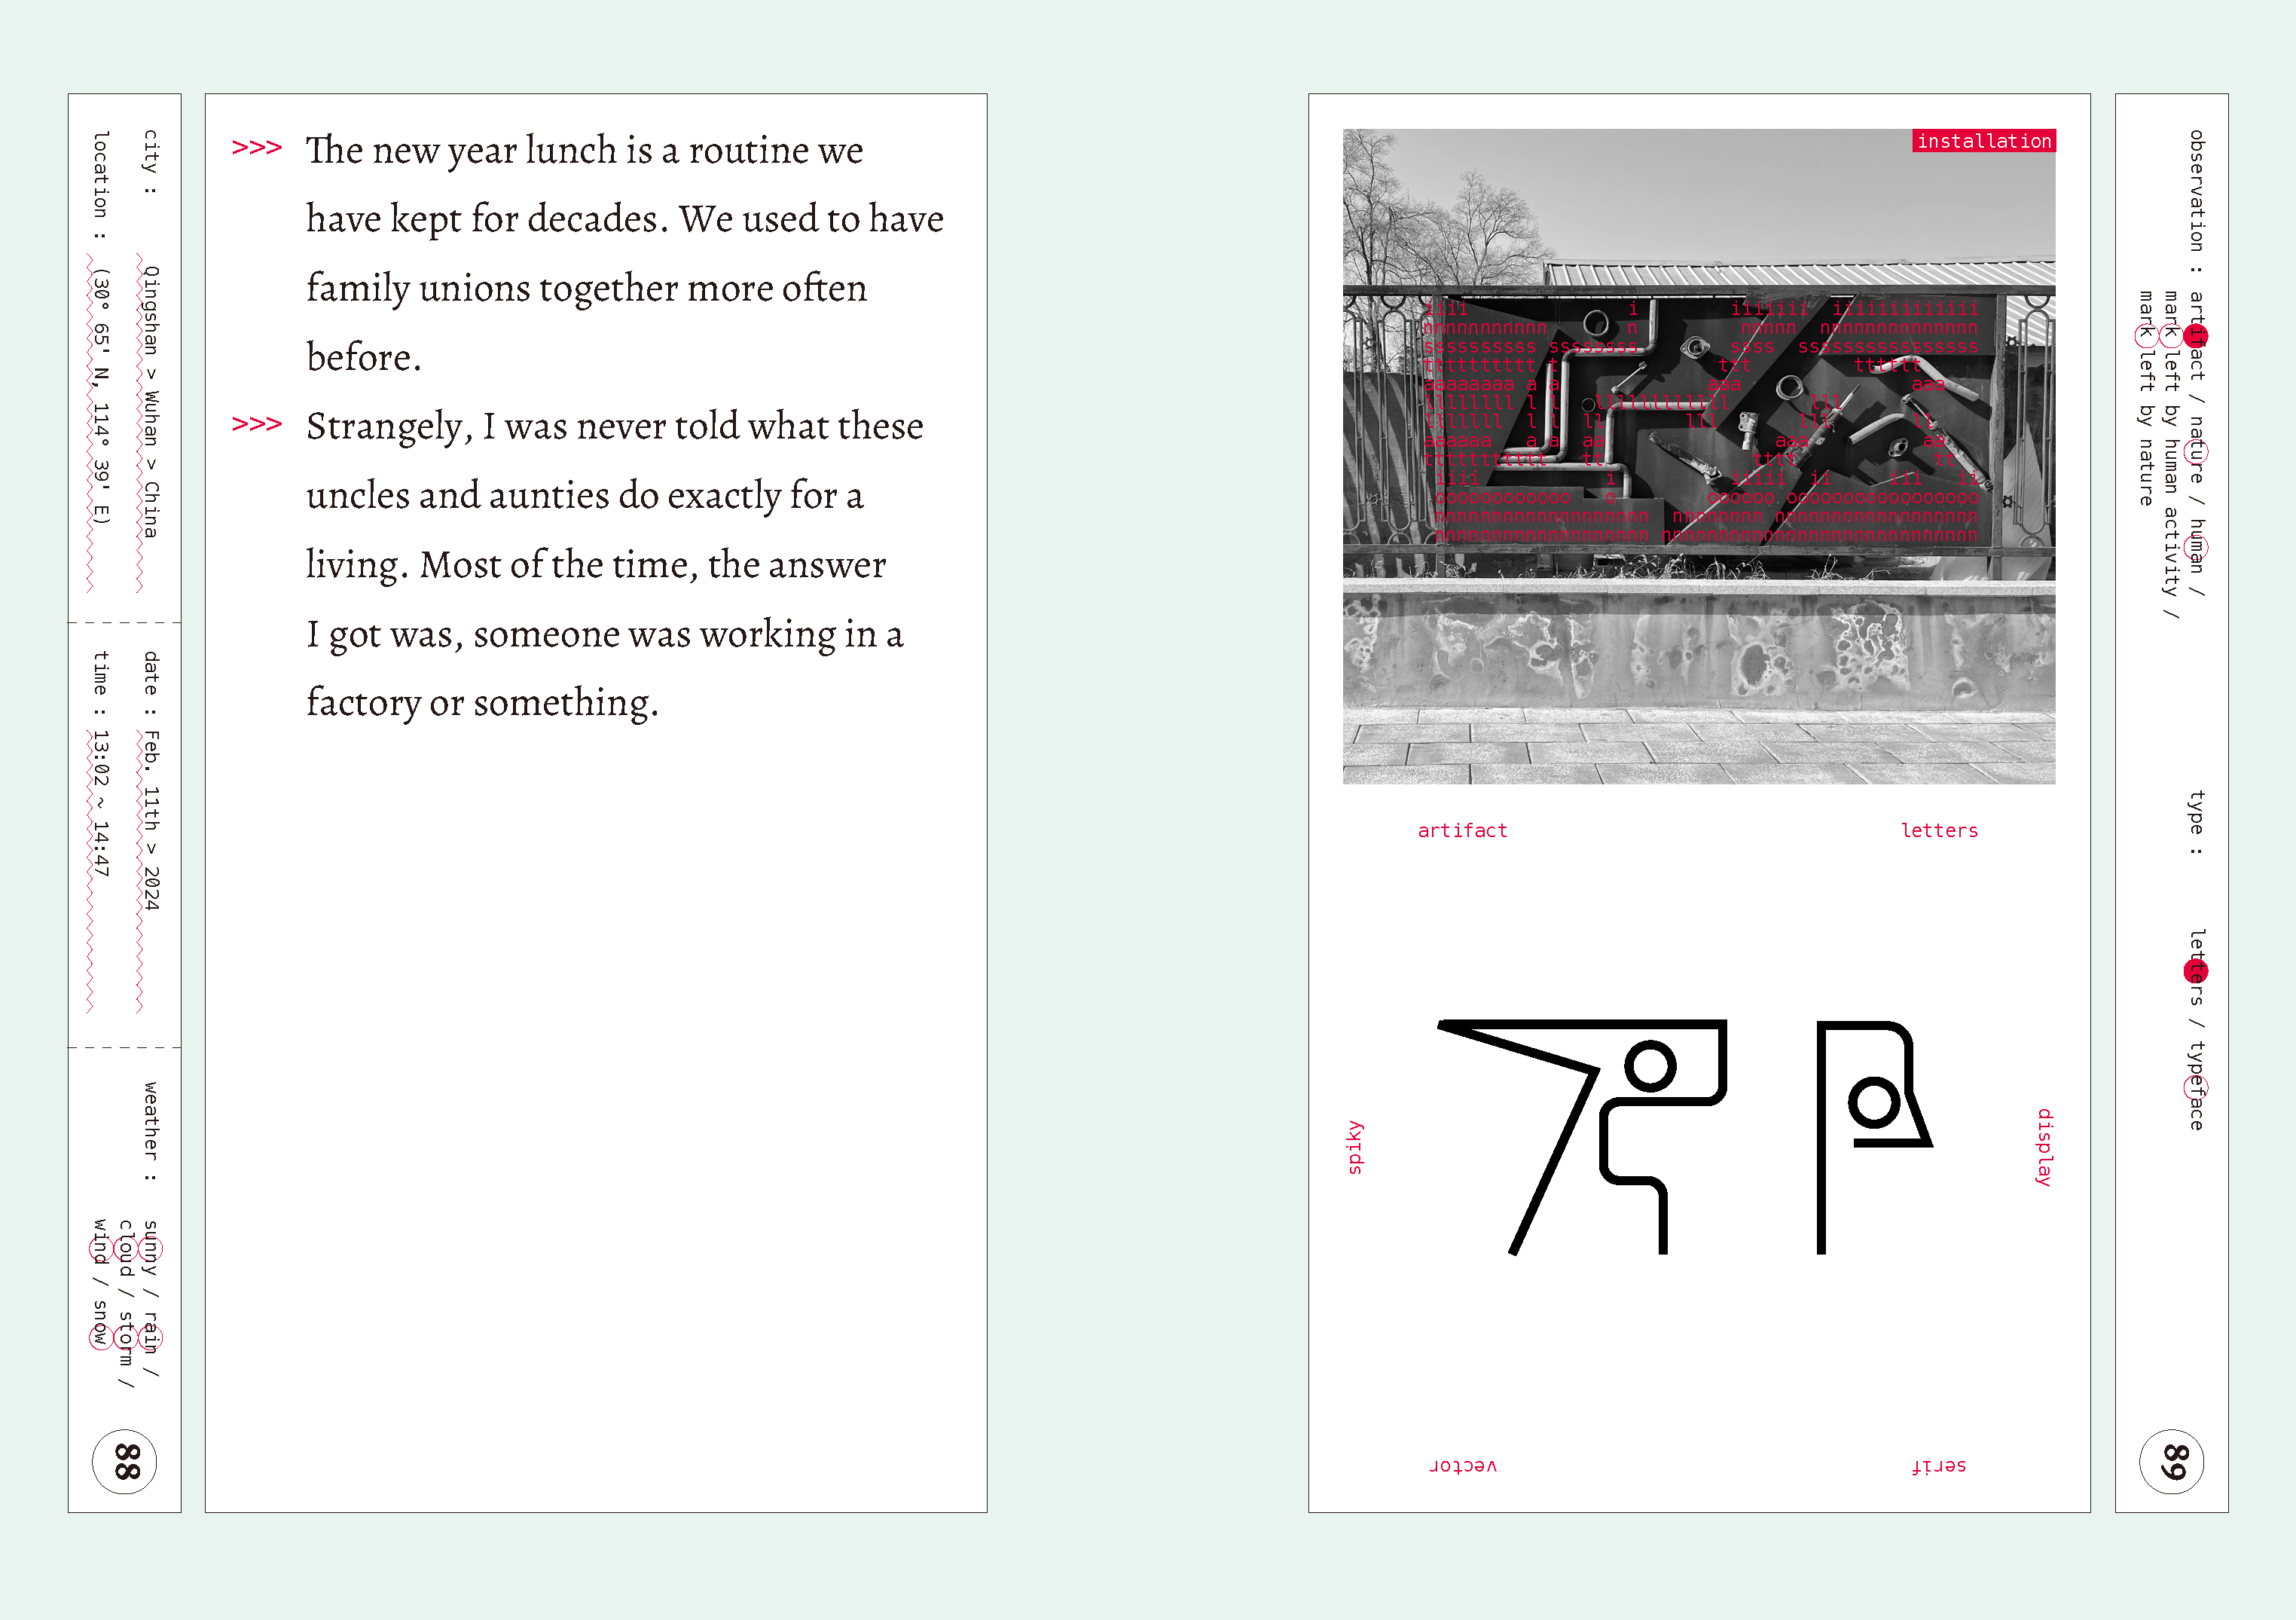 city : Qingshan > Wuhan > China
location : (30° 65' N, 114° 39' E)
date : Feb. 11th > 2024
time : 13:02 ~ 14:47
weather : sunny / rain /
cloud / storm /
wind / snow
88
>>> The new year lunch is a routine we
have kept for decades. We used to have
family unions together more often
before.
>>> Strangely, I was never told what these
uncles and aunties do exactly for a
living. Most of the time, the answer
I got was, someone was working in a
factory or something.
installation
artifact
letters
spiky
display
vector
serif
observation : artifact / nature / human /
mark left by human activity /
mark left by nature
type : letters / typeface
89